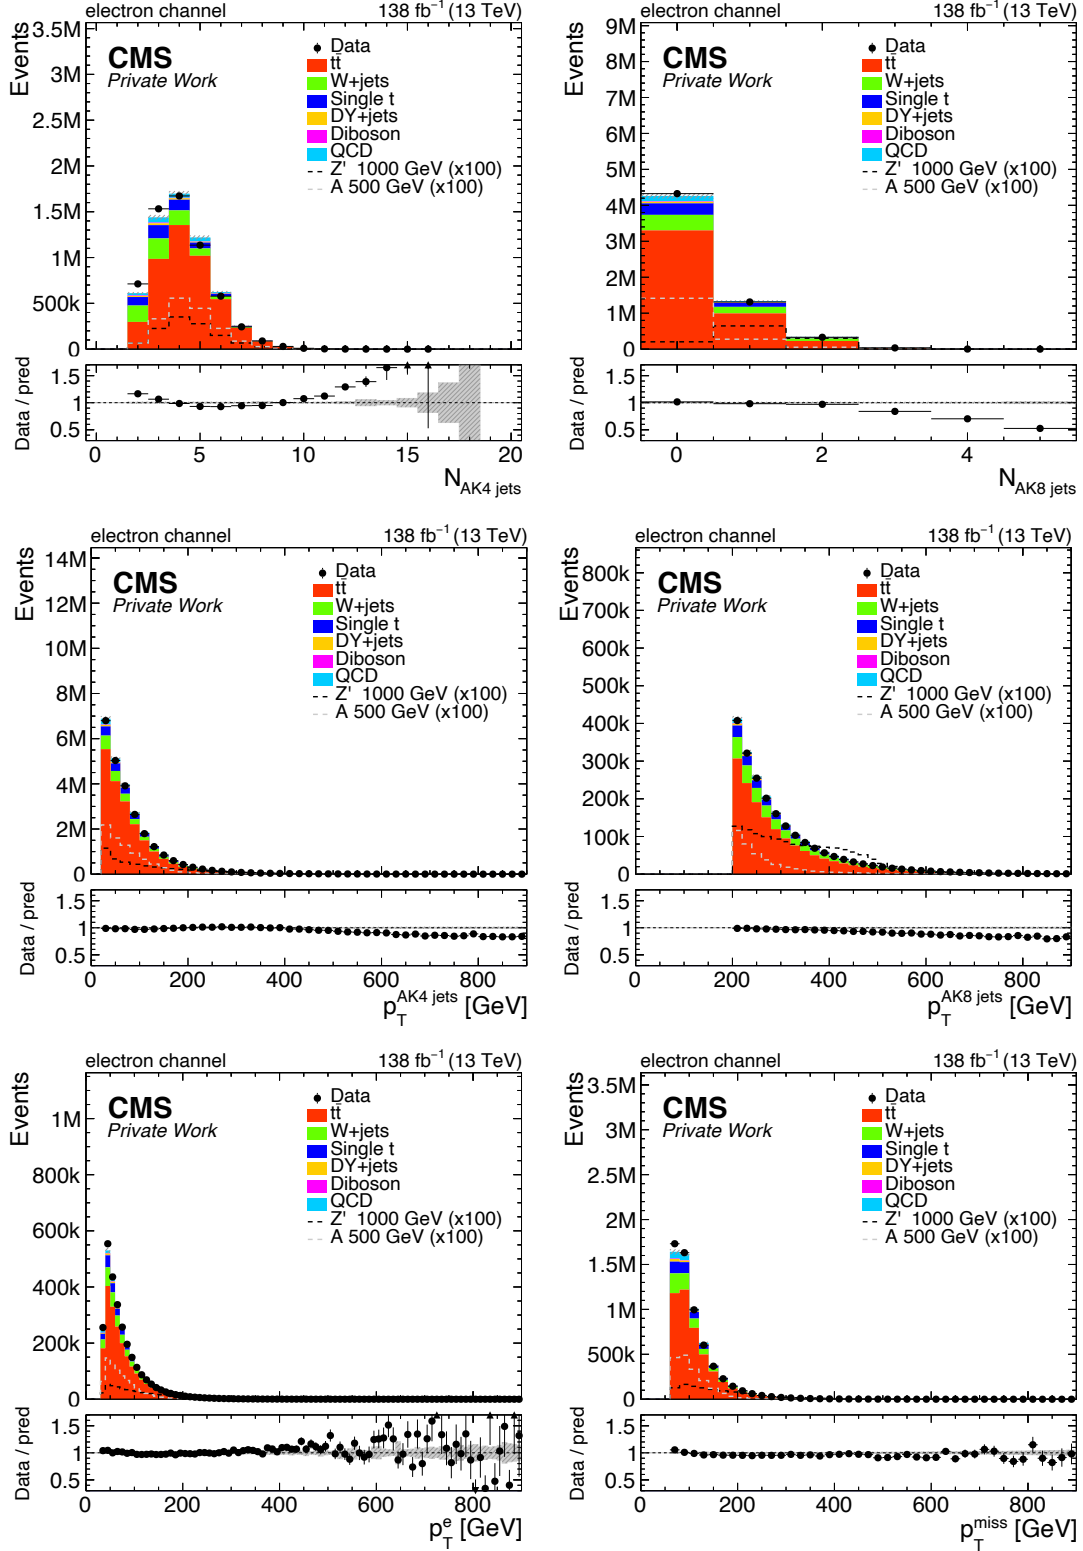 electron channel 138 fb⁻¹ (13 TeV)
Events
3.5M
3M
2.5M
2M
1.5M
1M
500k
0
CMS
Private Work
Data
tt̄
W+jets
Single t
DY+jets
Diboson
QCD
Z' 1000 GeV (x100)
A 500 GeV (x100)
Data / pred
1.5
1
0.5
0 5 10 15 20
N_AK4 jets
electron channel 138 fb⁻¹ (13 TeV)
Events
9M
8M
7M
6M
5M
4M
3M
2M
1M
0
CMS
Private Work
Data
tt̄
W+jets
Single t
DY+jets
Diboson
QCD
Z' 1000 GeV (x100)
A 500 GeV (x100)
Data / pred
1.5
1
0.5
0 2 4
N_AK8 jets
electron channel 138 fb⁻¹ (13 TeV)
Events
14M
12M
10M
8M
6M
4M
2M
0
CMS
Private Work
Data
tt̄
W+jets
Single t
DY+jets
Diboson
QCD
Z' 1000 GeV (x100)
A 500 GeV (x100)
Data / pred
1.5
1
0.5
0 200 400 600 800
p_T^AK4 jets [GeV]
electron channel 138 fb⁻¹ (13 TeV)
Events
800k
700k
600k
500k
400k
300k
200k
100k
0
CMS
Private Work
Data
tt̄
W+jets
Single t
DY+jets
Diboson
QCD
Z' 1000 GeV (x100)
A 500 GeV (x100)
Data / pred
1.5
1
0.5
0 200 400 600 800
p_T^AK8 jets [GeV]
electron channel 138 fb⁻¹ (13 TeV)
Events
1M
800k
600k
400k
200k
0
CMS
Private Work
Data
tt̄
W+jets
Single t
DY+jets
Diboson
QCD
Z' 1000 GeV (x100)
A 500 GeV (x100)
Data / pred
1.5
1
0.5
0 200 400 600 800
p_T^e [GeV]
electron channel 138 fb⁻¹ (13 TeV)
Events
3.5M
3M
2.5M
2M
1.5M
1M
500k
0
CMS
Private Work
Data
tt̄
W+jets
Single t
DY+jets
Diboson
QCD
Z' 1000 GeV (x100)
A 500 GeV (x100)
Data / pred
1.5
1
0.5
0 200 400 600 800
p_T^miss [GeV]